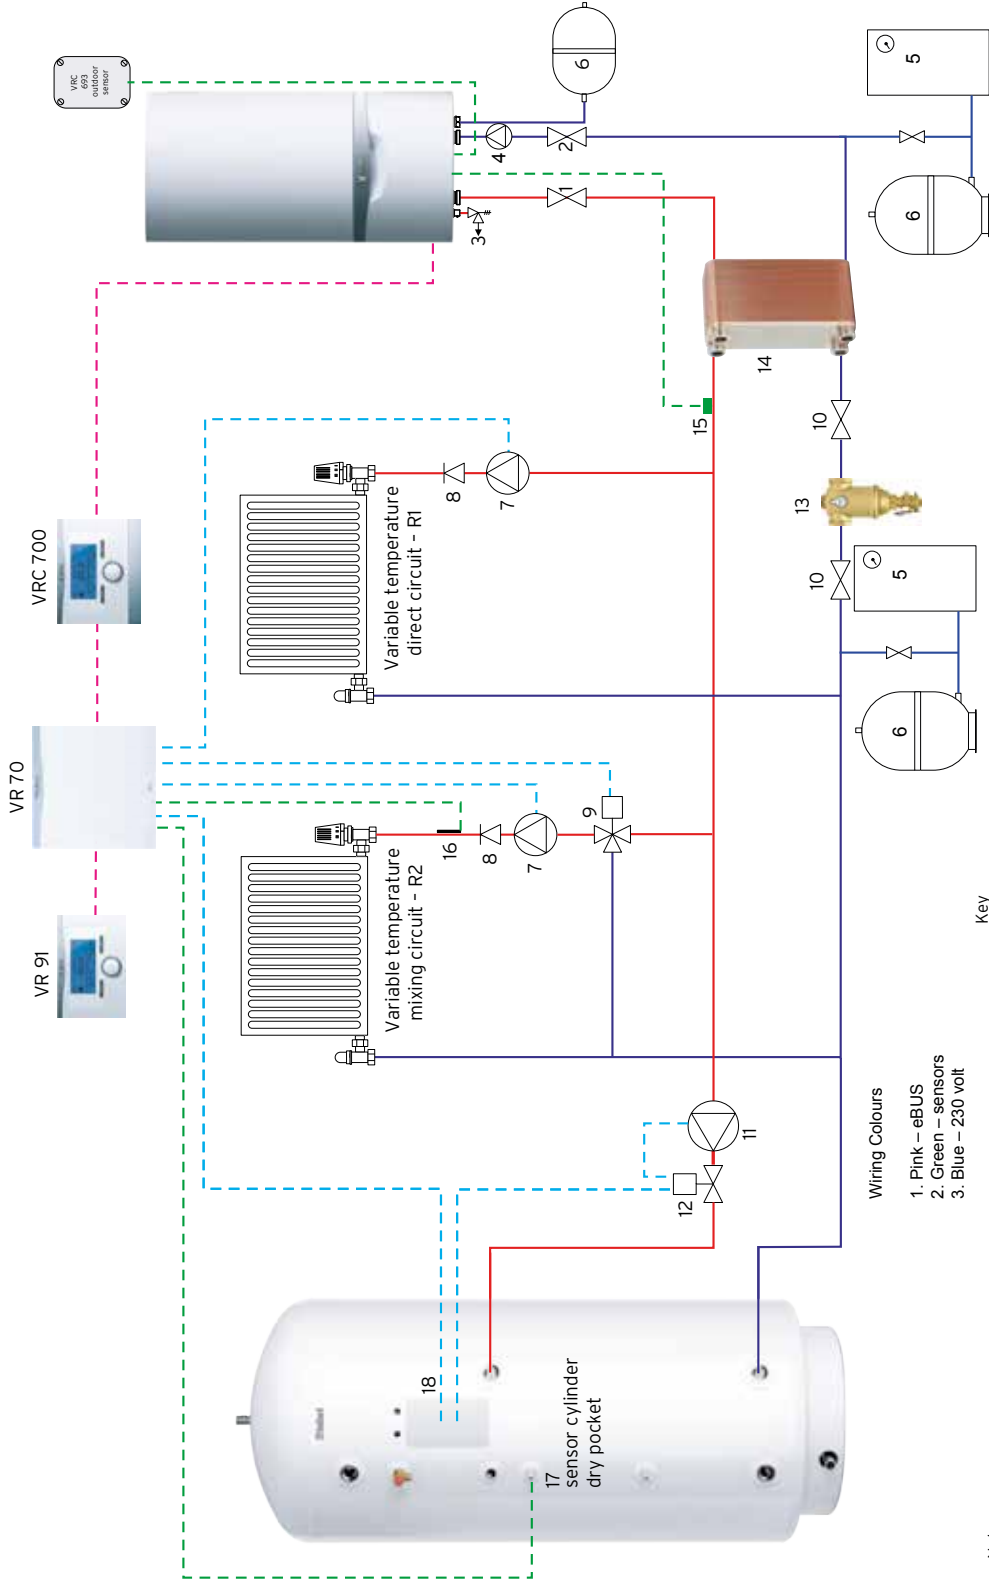 VRC
693
outdoor
sensor
VRC 700
VR 70
VR 91
6
5
4
2
1
3
6
14
15
10
13
10
5
6
8
7
Variable temperature
direct circuit - R1
16
8
7
9
Variable temperature
mixing circuit - R2
11
12
18
17
sensor cylinder
dry pocket
Wiring Colours
1. Pink – eBUS
2. Green – sensors
3. Blue – 230 volt
Key